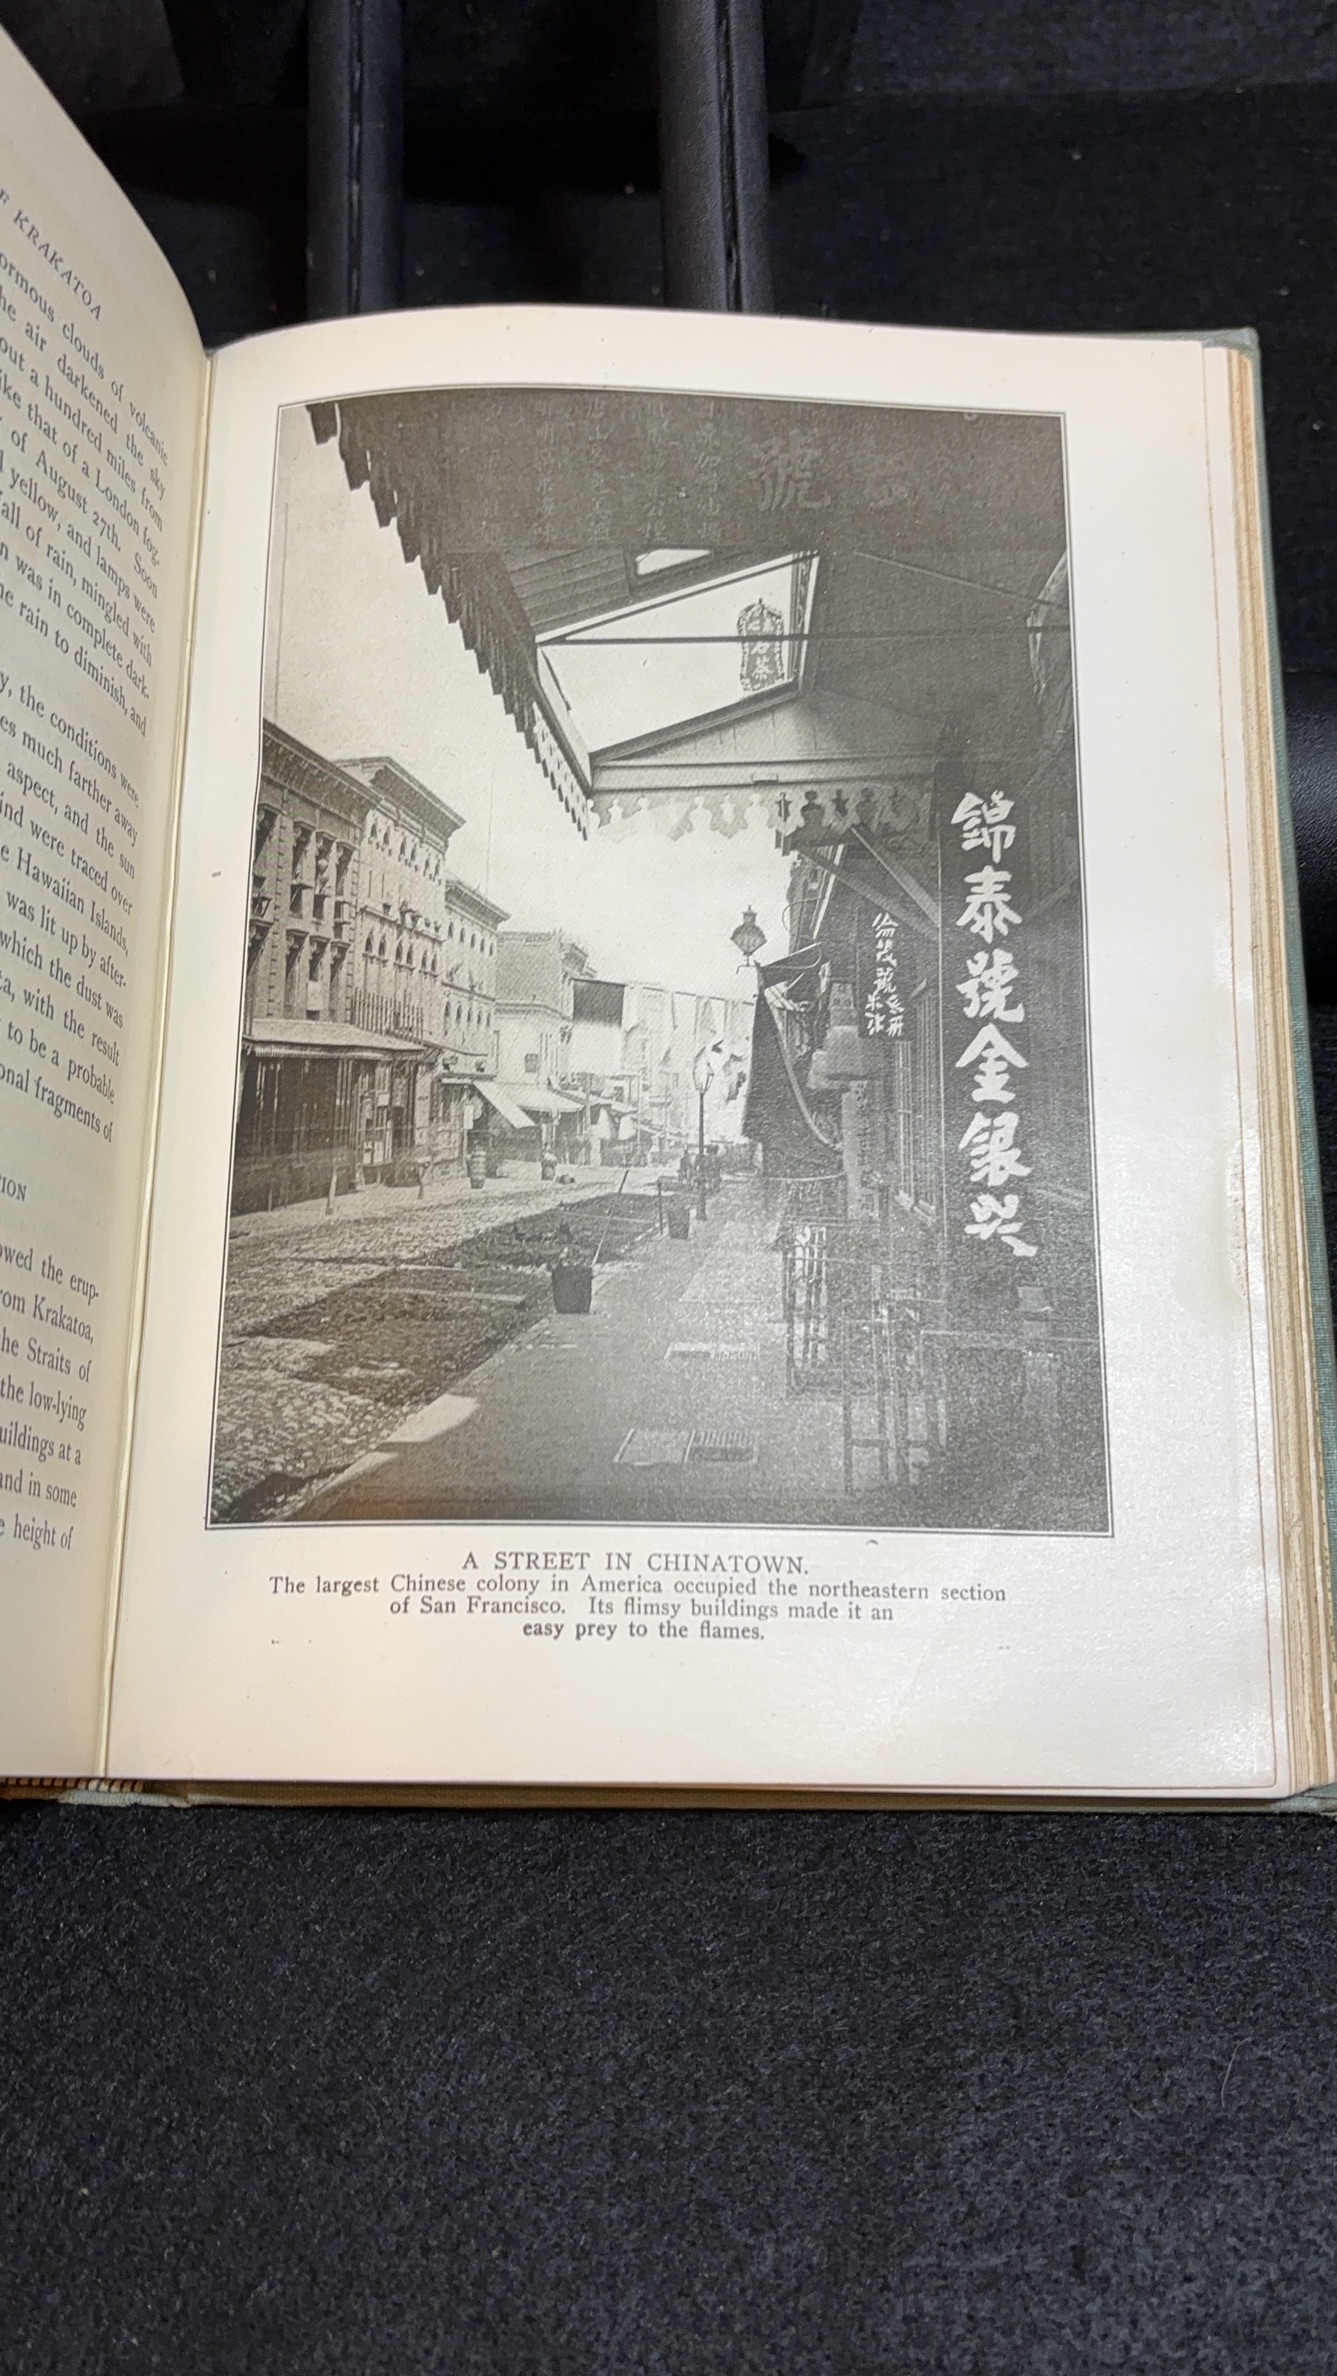 F KRAKATOA
ormous clouds of volcanic
he air darkened the sky
out a hundred miles from
ike that of a London fog,
of August 27th. Soon
yellow, and lamps were
all of rain, mingled with
n was in complete dark-
he rain to diminish, and
y, the conditions were
es much farther away
aspect, and the sun
ind were traced over
e Hawaiian Islands,
was lit up by after-
which the dust was
ta, with the result
to be a probable
onal fragments of
ION
owed the erup-
rom Krakatoa,
he Straits of
the low-lying
uildings at a
and in some
e height of
號
錦泰號金銀
A STREET IN CHINATOWN.
The largest Chinese colony in America occupied the northeastern section
of San Francisco. Its flimsy buildings made it an
easy prey to the flames.